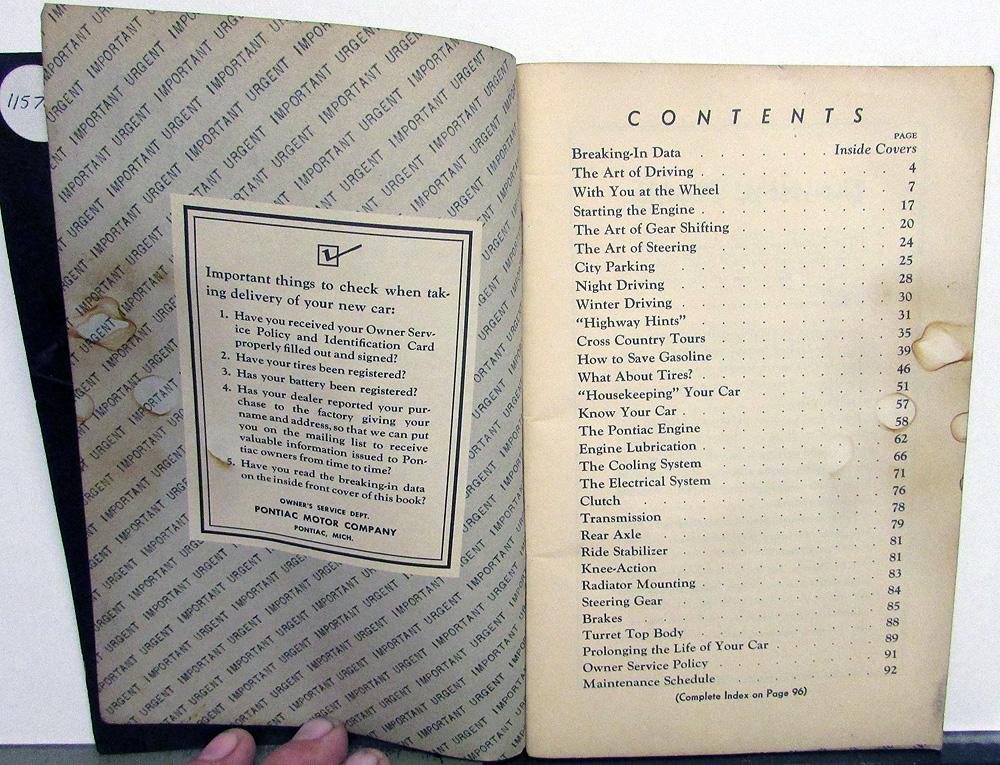 1157
IMPORTANT URGENT IMPORTANT URGENT IMPORTANT URGENT
Important things to check when tak-
ing delivery of your new car:
1. Have you received your Owner Serv-
ice Policy and Identification Card
properly filled out and signed?
2. Have your tires been registered?
3. Has your battery been registered?
4. Has your dealer reported your pur-
chase to the factory giving your
name and address, so that we can put
you on the mailing list to receive
valuable information issued to Pon-
tiac owners from time to time?
5. Have you read the breaking-in data
on the inside front cover of this book?
OWNER'S SERVICE DEPT.
PONTIAC MOTOR COMPANY
PONTIAC, MICH.
CONTENTS
PAGE
Breaking-In Data . . . . . . . Inside Covers
The Art of Driving . . . . . . . 4
With You at the Wheel . . . . . . . 7
Starting the Engine . . . . . . . 17
The Art of Gear Shifting . . . . . . . 20
The Art of Steering . . . . . . . 24
City Parking . . . . . . . 25
Night Driving . . . . . . . 28
Winter Driving . . . . . . . 30
“Highway Hints” . . . . . . . 31
Cross Country Tours . . . . . . . 35
How to Save Gasoline . . . . . . . 39
What About Tires? . . . . . . . 46
“Housekeeping” Your Car . . . . . . . 51
Know Your Car . . . . . . . 57
The Pontiac Engine . . . . . . . 58
Engine Lubrication . . . . . . . 62
The Cooling System . . . . . . . 66
The Electrical System . . . . . . . 71
Clutch . . . . . . . 76
Transmission . . . . . . . 78
Rear Axle . . . . . . . 79
Ride Stabilizer . . . . . . . 81
Knee-Action . . . . . . . 81
Radiator Mounting . . . . . . . 83
Steering Gear . . . . . . . 84
Brakes . . . . . . . 85
Turret Top Body . . . . . . . 88
Prolonging the Life of Your Car . . . . . . . 89
Owner Service Policy . . . . . . . 91
Maintenance Schedule . . . . . . . 92
(Complete Index on Page 96)